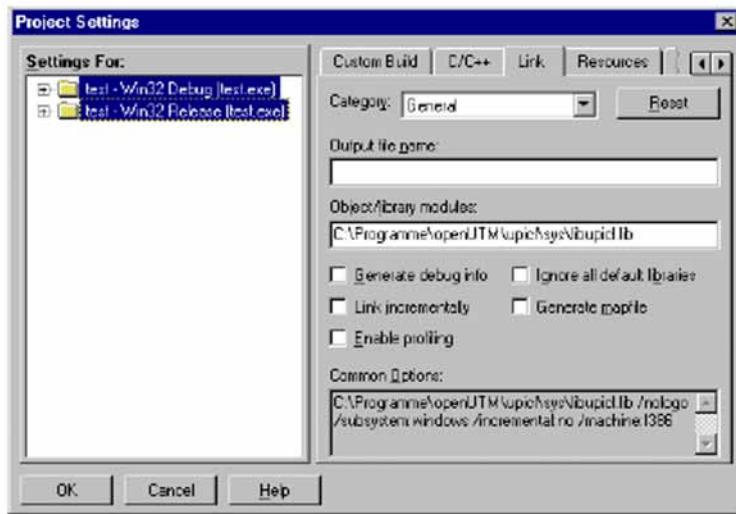 Project Settings
Settings For:
test - Win32 Debug (test.exe)
test - Win32 Release (test.exe)
Custom Build
C/C++
Link
Resources
Category:
General
Reset
Output file name:
Object/library modules:
C:\Programme\openUTM\upicl\sys\libupicl.lib
Generate debug info
Ignore all default libraries
Link incrementally
Generate mapfile
Enable profiling
Common Options:
C:\Programme\openUTM\upicl\sys\libupicl.lib /nologo
/subsystem:windows /incremental:no /machine:I386
OK
Cancel
Help